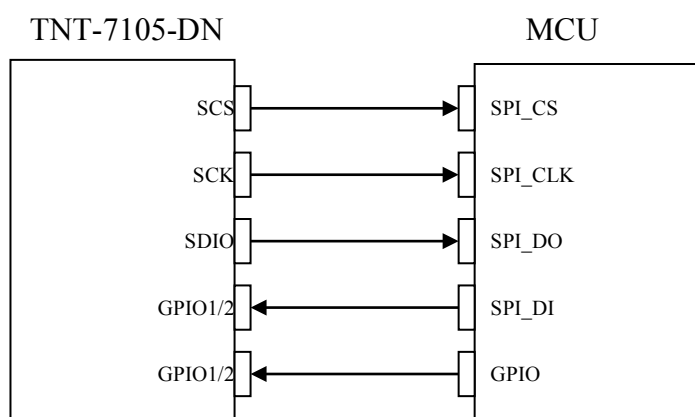 TNT-7105-DN MCU
SCS SPI_CS
SCK SPI_CLK
SDIO SPI_DO
GPIO1/2 SPI_DI
GPIO1/2 GPIO